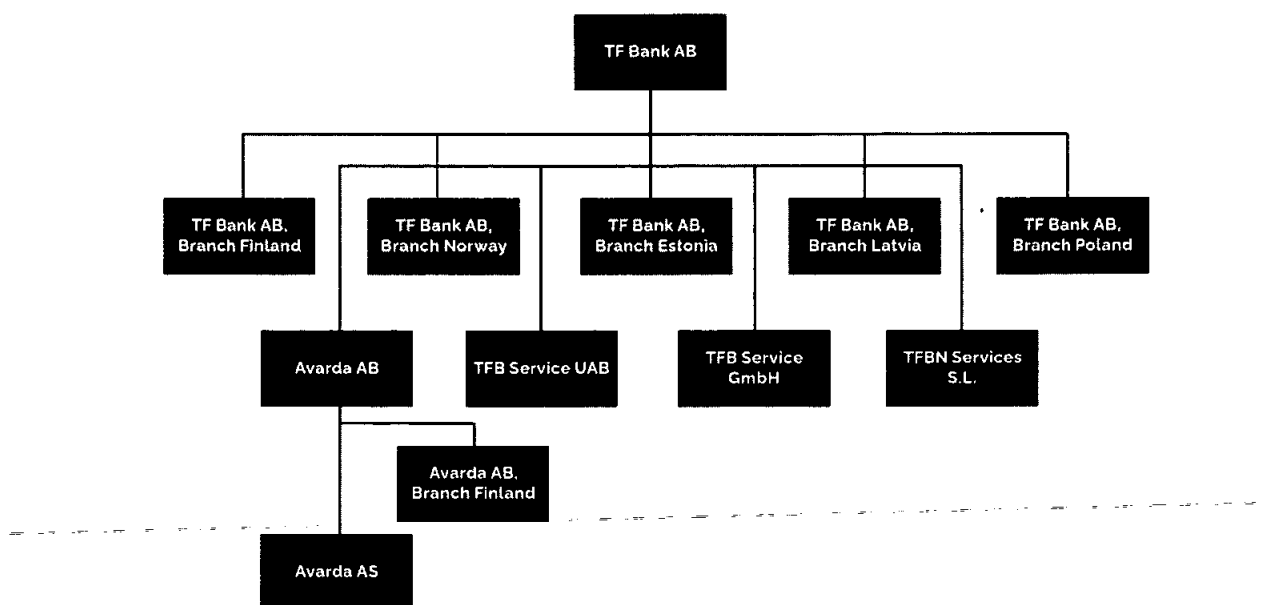 TF Bank AB
TF Bank AB,
Branch Finland
TF Bank AB,
Branch Norway
TF Bank AB,
Branch Estonia
TF Bank AB,
Branch Latvia
TF Bank AB,
Branch Poland
Avarda AB
TFB Service UAB
TFB Service
GmbH
TFBN Services
S.L.
Avarda AB,
Branch Finland
Avarda AS